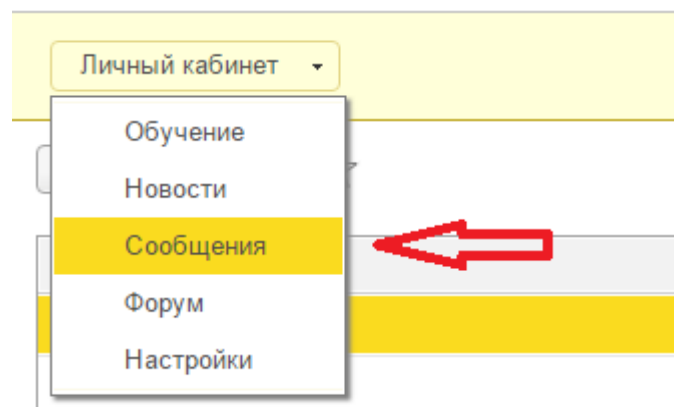 Личный кабинет
Обучение
Новости
Сообщения
Форум
Настройки